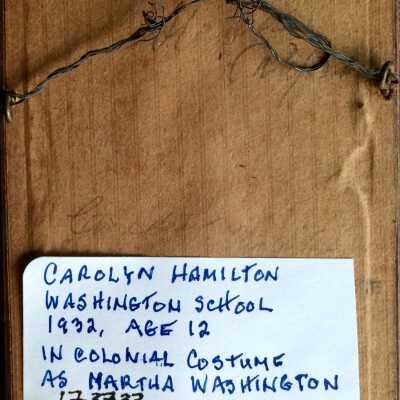 CAROLYN HAMILTON
WASHINGTON SCHOOL
1932, AGE 12
IN COLONIAL COSTUME
AS MARTHA WASHINGTON